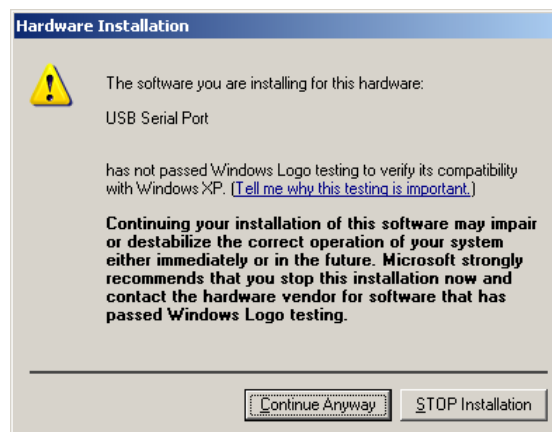 Hardware Installation
The software you are installing for this hardware:
USB Serial Port
has not passed Windows Logo testing to verify its compatibility
with Windows XP. (Tell me why this testing is important.)
Continuing your installation of this software may impair
or destabilize the correct operation of your system
either immediately or in the future. Microsoft strongly
recommends that you stop this installation now and
contact the hardware vendor for software that has
passed Windows Logo testing.
Continue Anyway
STOP Installation